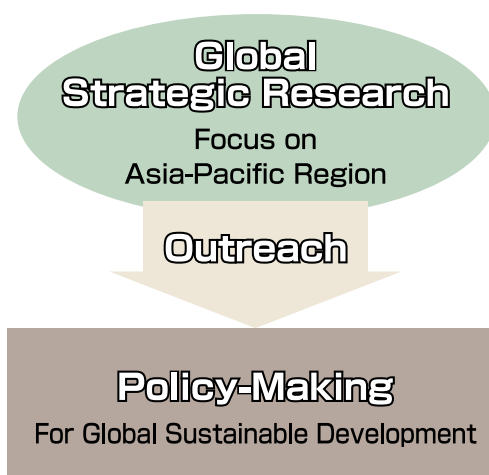 Global
Strategic Research
Focus on
Asia-Pacific Region
Outreach
Policy-Making
For Global Sustainable Development